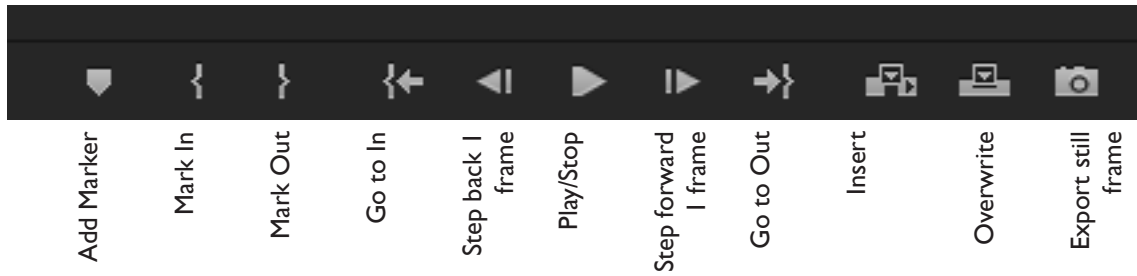 Add Marker
Mark In
Mark Out
Go to In
Step back 1
frame
Play/Stop
Step forward
1 frame
Go to Out
Insert
Overwrite
Export still
frame